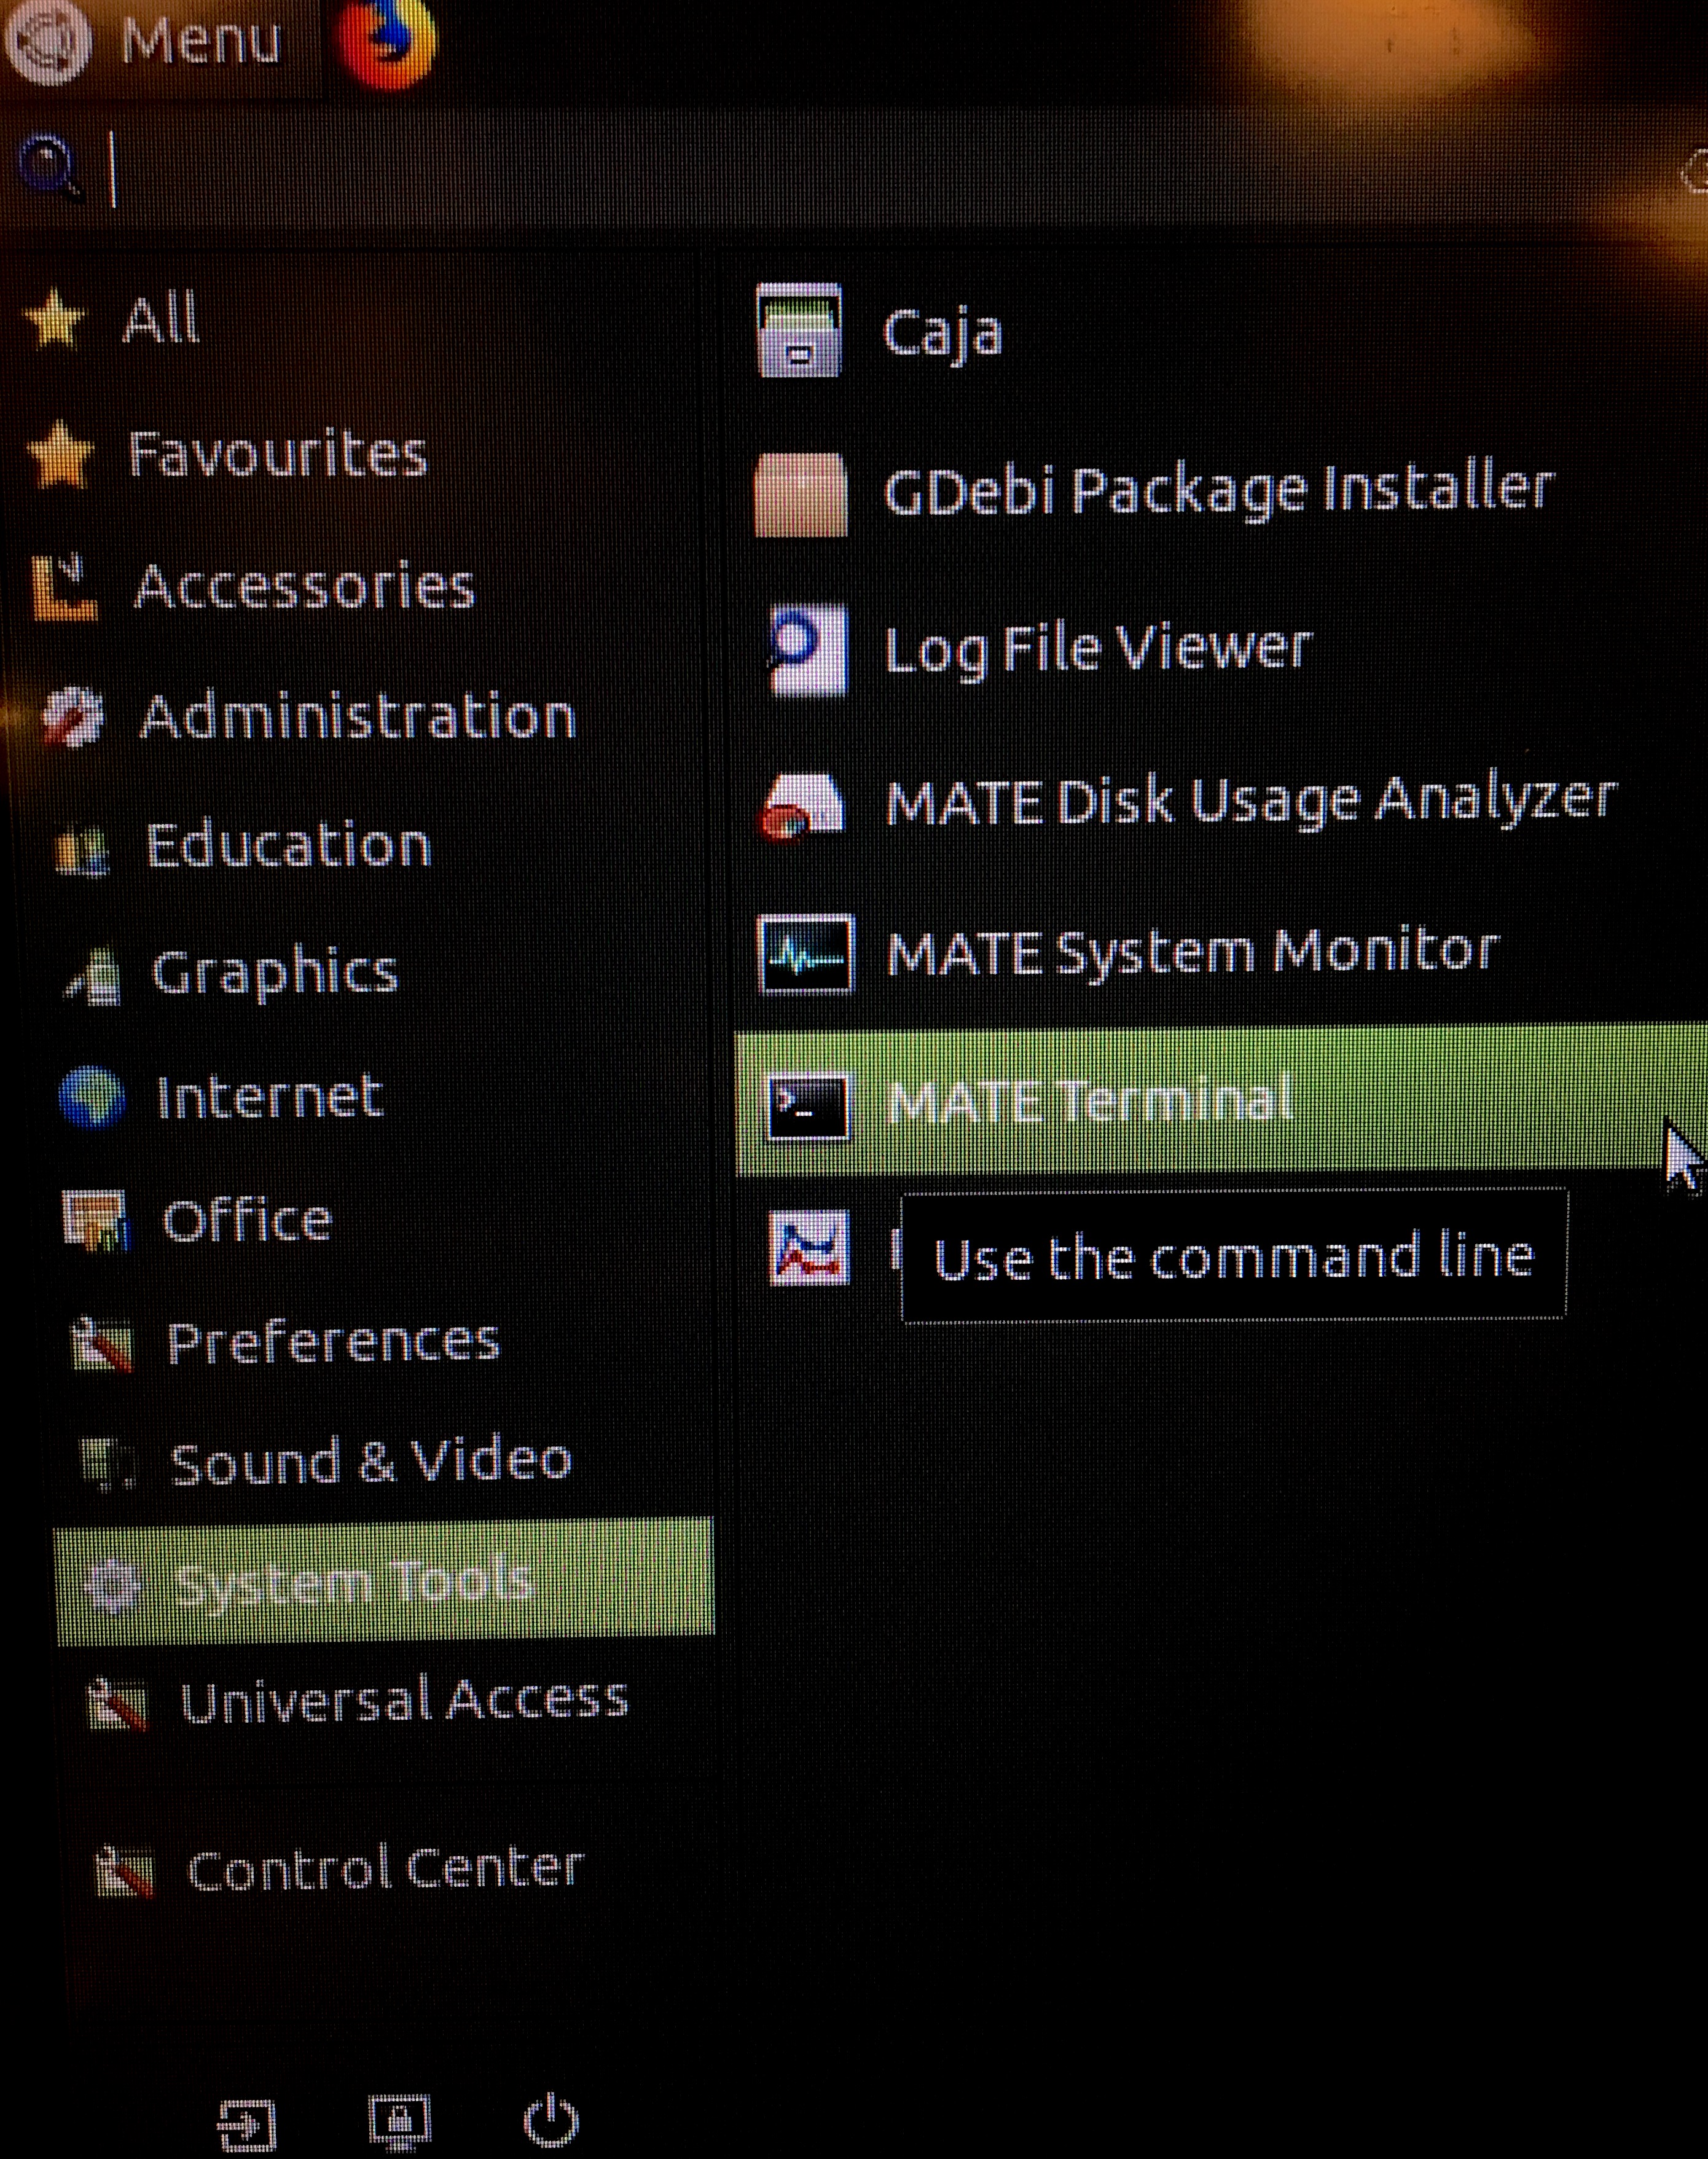 Menu
All
Favourites
Accessories
Administration
Education
Graphics
Internet
Office
Preferences
Sound & Video
System Tools
Universal Access
Control Center
Caja
GDebi Package Installer
Log File Viewer
MATE Disk Usage Analyzer
MATE System Monitor
MATE Terminal
Use the command line